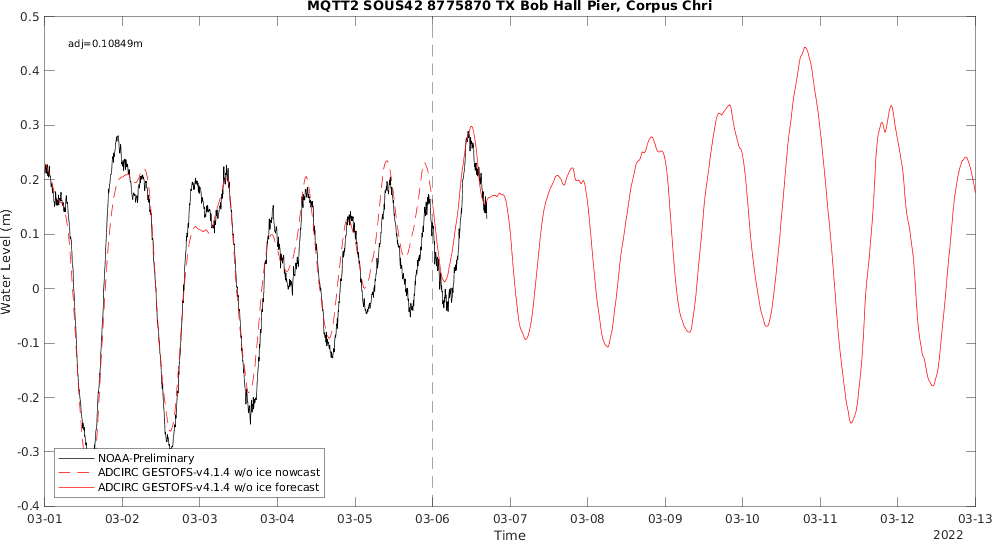 MQTT2 SOUS42 8775870 TX Bob Hall Pier, Corpus Chri
adj=0.10849m
0.5
0.4
0.3
0.2
0.1
0
-0.1
-0.2
-0.3
-0.4
Water Level (m)
NOAA-Preliminary
ADCIRC GESTOFS-v4.1.4 w/o ice nowcast
ADCIRC GESTOFS-v4.1.4 w/o ice forecast
03-01 03-02 03-03 03-04 03-05 03-06 03-07 03-08 03-09 03-10 03-11 03-12 03-13
Time
2022